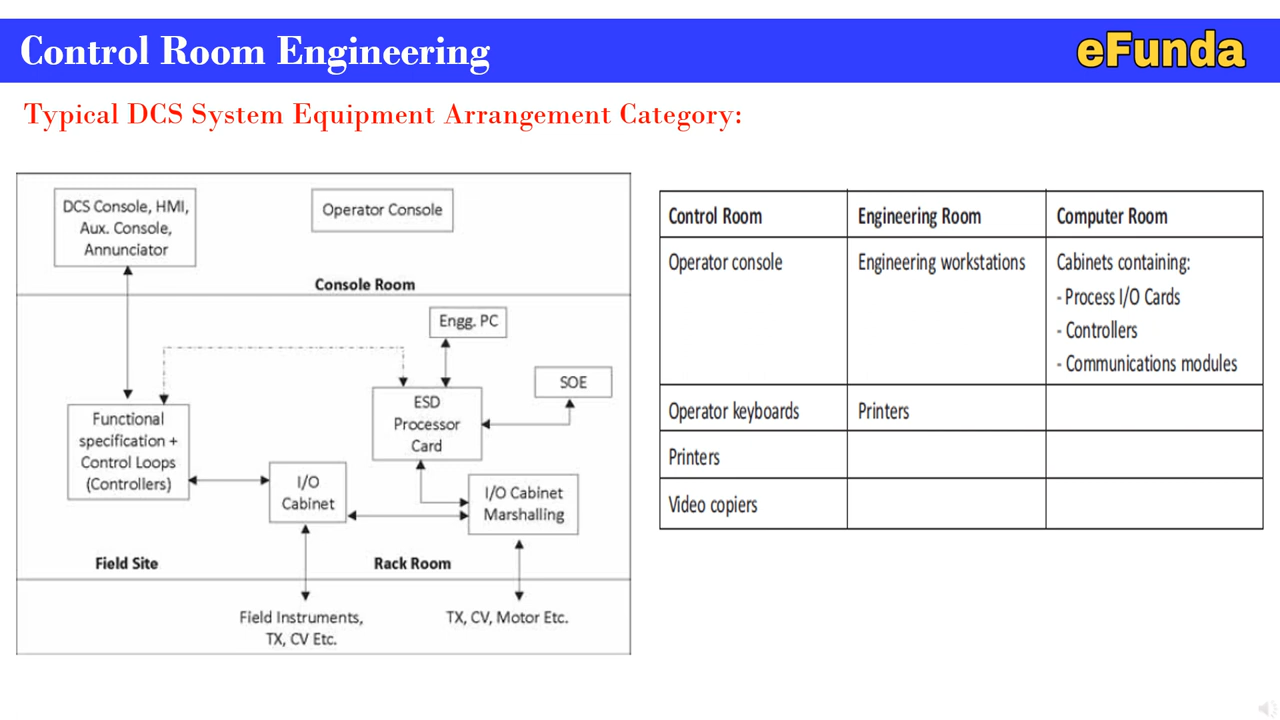 Control Room Engineering
eFunda
Typical DCS System Equipment Arrangement Category:
DCS Console, HMI,
Aux. Console,
Annunciator
Operator Console
Console Room
Engg. PC
SOE
ESD
Processor
Card
Functional
specification +
Control Loops
(Controllers)
I/O
Cabinet
I/O Cabinet
Marshalling
Field Site
Rack Room
Field Instruments,
TX, CV Etc.
TX, CV, Motor Etc.
Control Room
Engineering Room
Computer Room
Operator console
Engineering workstations
Cabinets containing:
- Process I/O Cards
- Controllers
- Communications modules
Operator keyboards
Printers
Printers
Video copiers